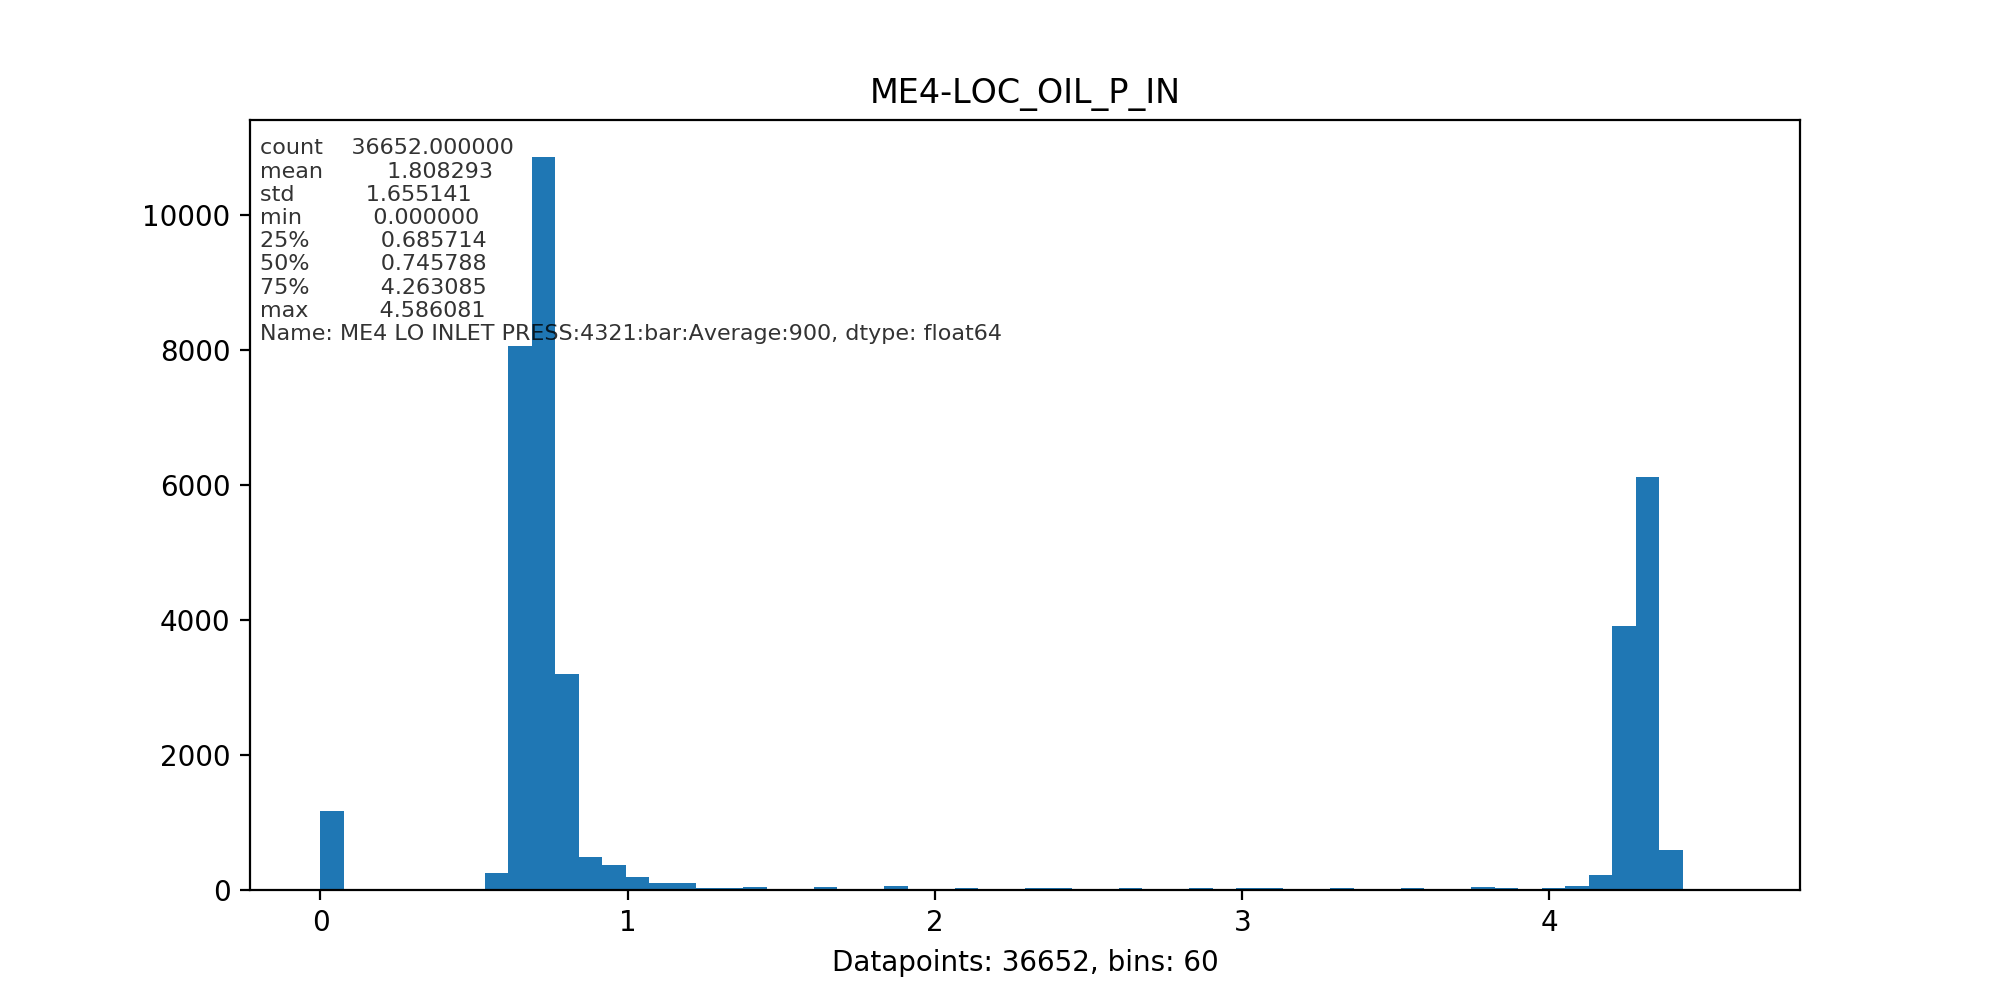 ME4-LOC_OIL_P_IN
count 36652.000000
mean 1.808293
std 1.655141
min 0.000000
25% 0.685714
50% 0.745788
75% 4.263085
max 4.586081
Name: ME4 LO INLET PRESS:4321:bar:Average:900, dtype: float64
10000
8000
6000
4000
2000
0
0 1 2 3 4
Datapoints: 36652, bins: 60